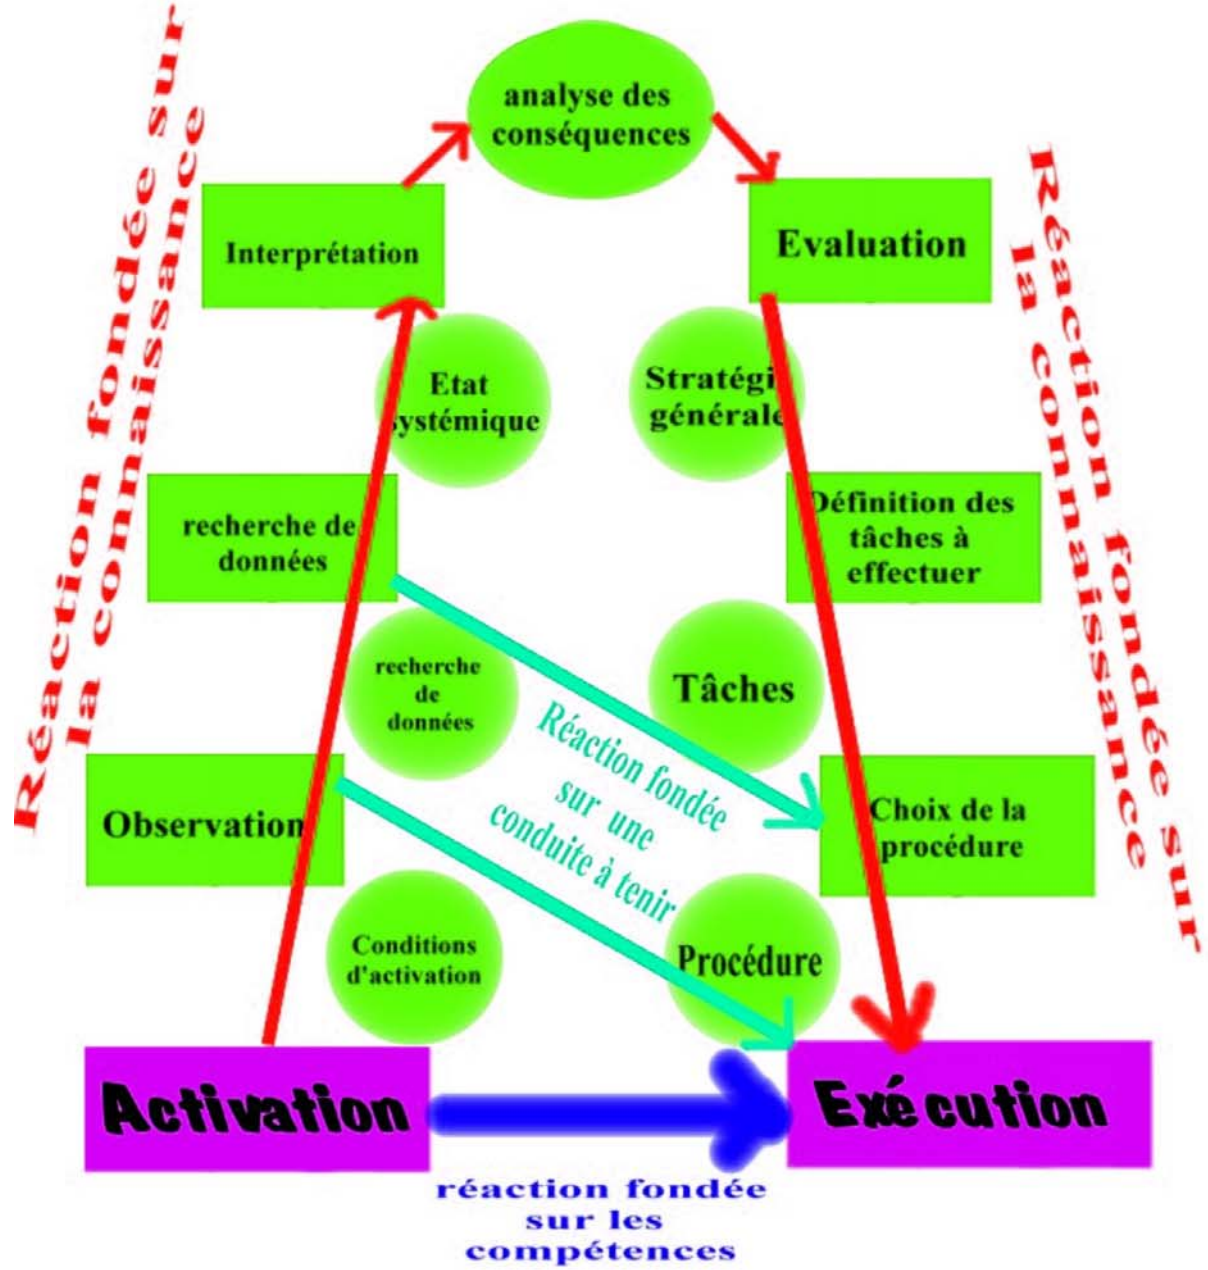 Réaction fondée sur
la connaissance
analyse des
conséquences
Réaction fondée sur
la connaissance
Interprétation
Evaluation
Etat
systémique
Stratégi
générale
recherche de
données
Définition des
tâches à
effectuer
recherche
de
données
Tâches
Réaction fondée
sur une
conduite à tenir
Observation
Choix de la
procédure
Conditions
d'activation
Procédure
Activation
Exécution
réaction fondée
sur les
compétences